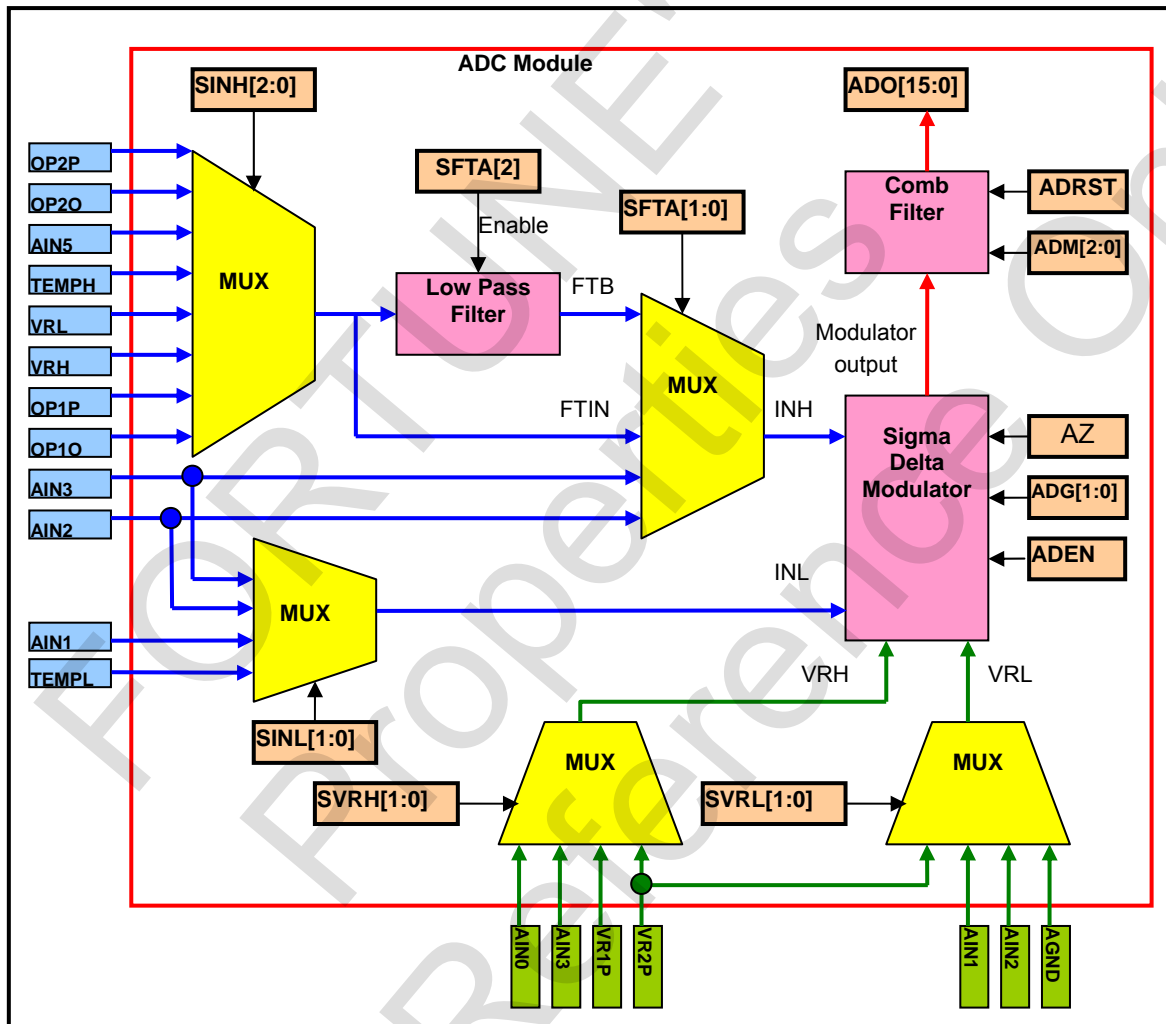 ADC Module
SINH[2:0]
ADO[15:0]
OP2P
OP2O
AIN5
TEMPH
VRL
VRH
OP1P
OP1O
AIN3
AIN2
AIN1
TEMPL
MUX
SFTA[2]
Enable
Low Pass
Filter
FTB
FTIN
SFTA[1:0]
MUX
INH
Comb
Filter
ADRST
ADM[2:0]
Modulator
output
Sigma
Delta
Modulator
AZ
ADG[1:0]
ADEN
MUX
INL
SINL[1:0]
VRH
VRL
SVRH[1:0]
MUX
SVRL[1:0]
MUX
AIN0
AIN3
VR1P
VR2P
AIN1
AIN2
AGND
FORTUNE'
Properties
Reference O